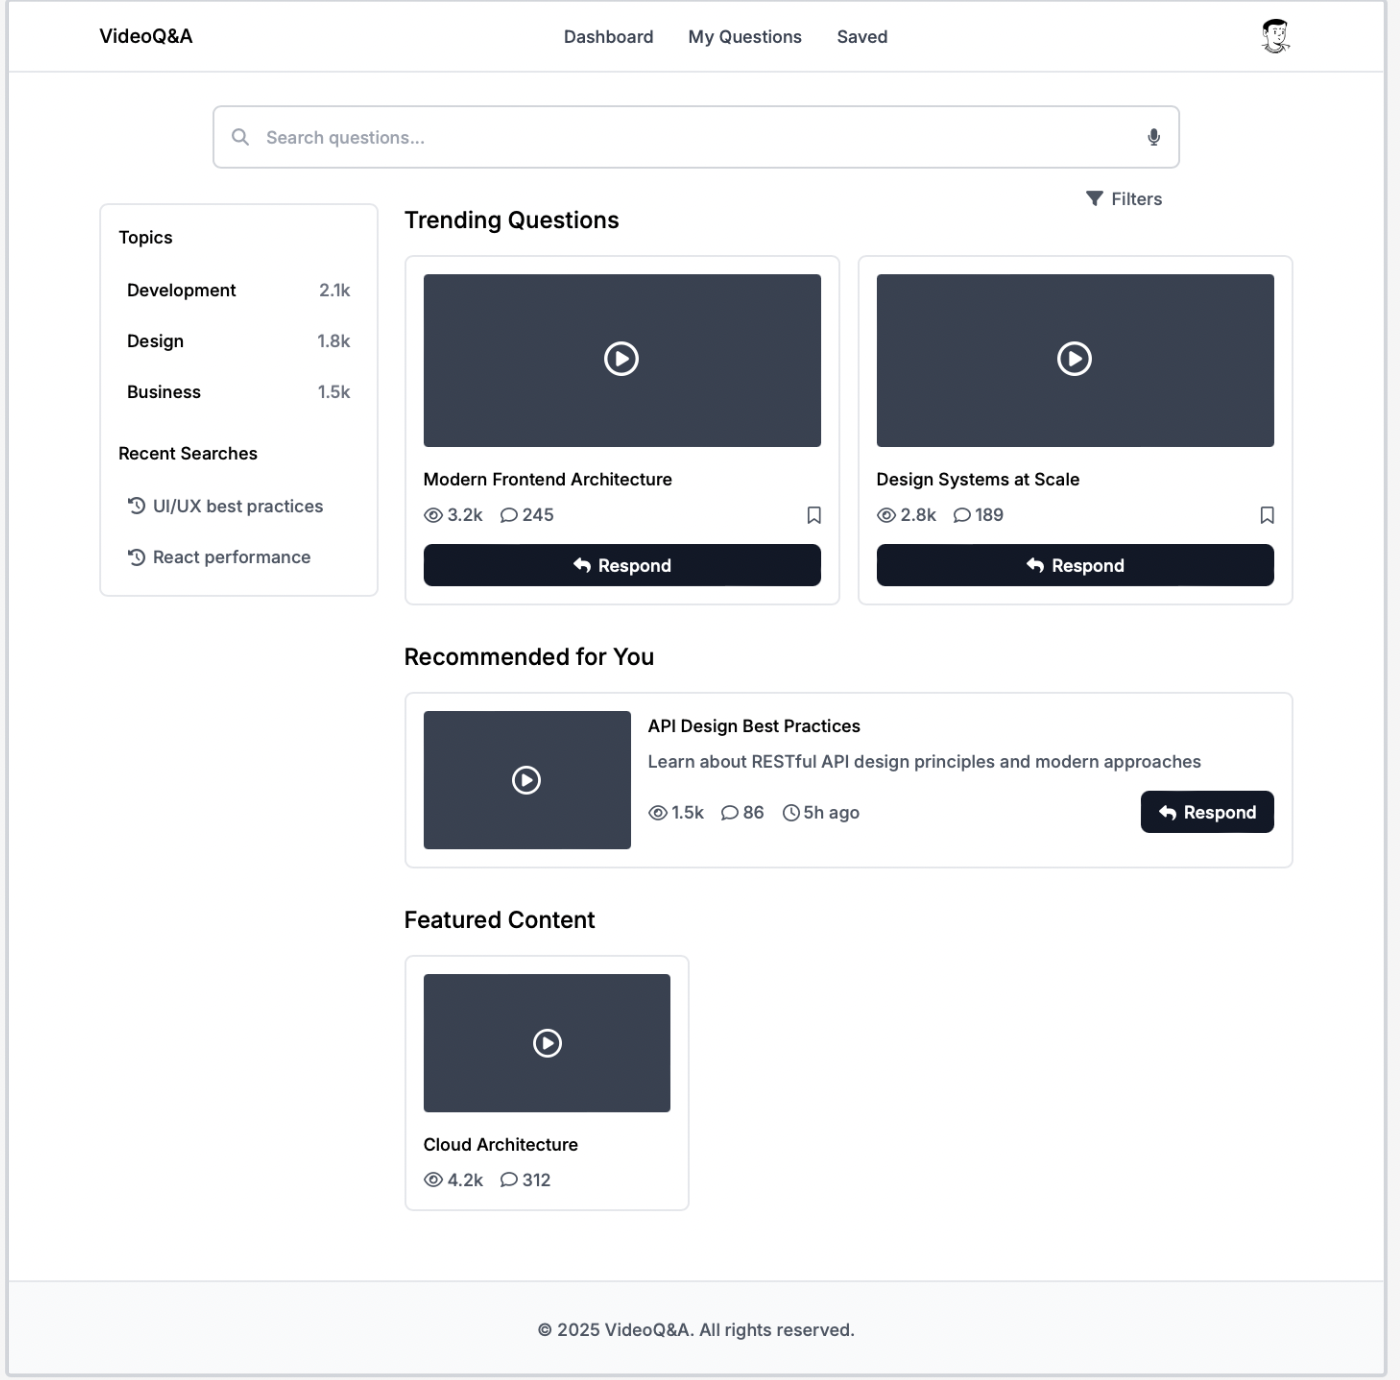 VideoQ&A
Dashboard My Questions Saved
Search questions...
Filters
Topics
Development 2.1k
Design 1.8k
Business 1.5k
Recent Searches
UI/UX best practices
React performance
Trending Questions
Modern Frontend Architecture
3.2k 245
Respond
Design Systems at Scale
2.8k 189
Respond
Recommended for You
API Design Best Practices
Learn about RESTful API design principles and modern approaches
1.5k 86 5h ago
Respond
Featured Content
Cloud Architecture
4.2k 312
© 2025 VideoQ&A. All rights reserved.